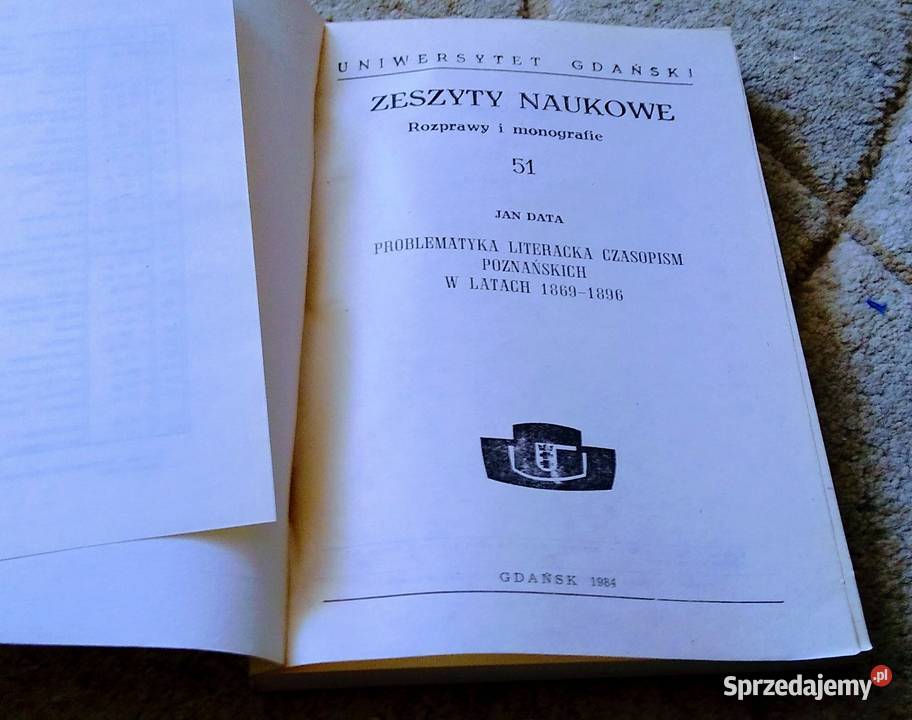 UNIWERSYTET GDAŃSKI
ZESZYTY NAUKOWE
Rozprawy i monografie
51
JAN DATA
PROBLEMATYKA LITERACKA CZASOPISM
POZNAŃSKICH
W LATACH 1869-1896
GDAŃSK 1984
Sprzedajemy.pl